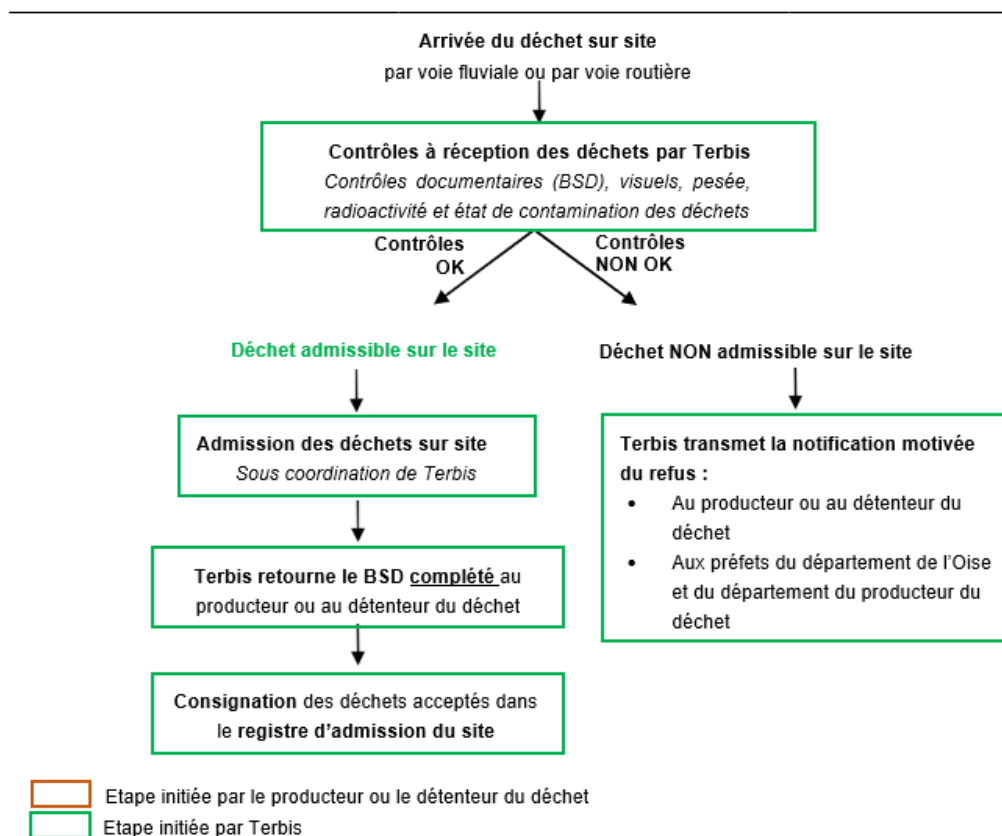 Arrivée du déchet sur site
par voie fluviale ou par voie routière
Contrôles à réception des déchets par Terbis
Contrôles documentaires (BSD), visuels, pesée,
radioactivité et état de contamination des déchets
Contrôles
OK
Contrôles
NON OK
Déchet admissible sur le site
Admission des déchets sur site
Sous coordination de Terbis
Terbis retourne le BSD complété au
producteur ou au détenteur du déchet
Consignation des déchets acceptés dans
le registre d'admission du site
Déchet NON admissible sur le site
Terbis transmet la notification motivée
du refus :
• Au producteur ou au détenteur du
déchet
• Aux préfets du département de l'Oise
et du département du producteur du
déchet
Etape initiée par le producteur ou le détenteur du déchet
Etape initiée par Terbis